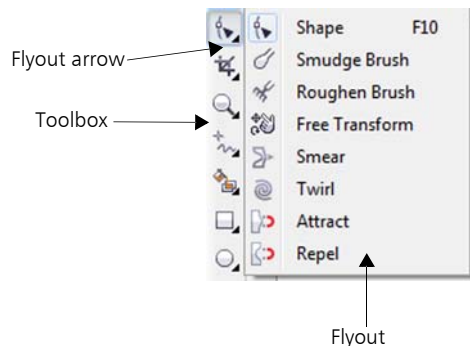 Shape F10
Flyout arrow
Smudge Brush
Roughen Brush
Toolbox
Free Transform
Smear
Twirl
Attract
Repel
Flyout